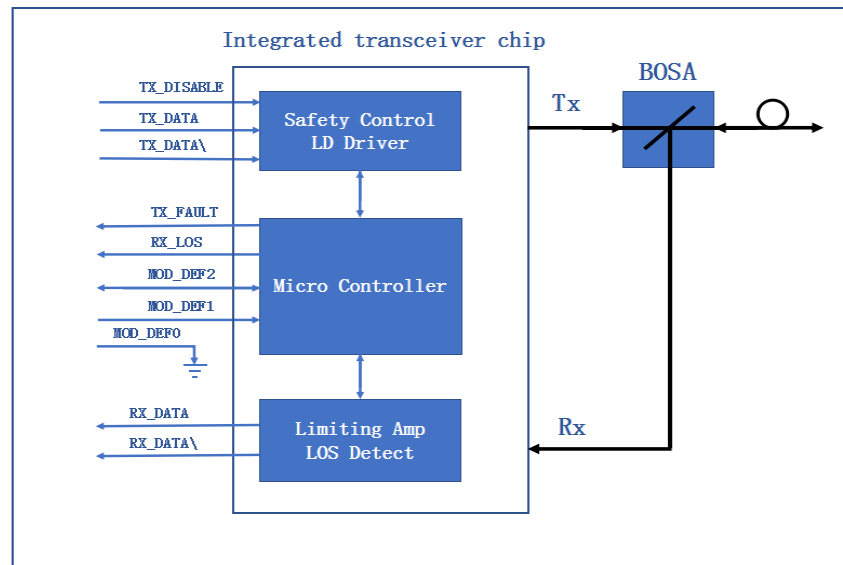 Integrated transceiver chip
BOSA
TX_DISABLE
TX_DATA
TX_DATA\
Safety Control
LD Driver
Tx
TX_FAULT
RX_LOS
MOD_DEF2
MOD_DEF1
MOD_DEF0
Micro Controller
RX_DATA
RX_DATA\
Limiting Amp
LOS Detect
Rx